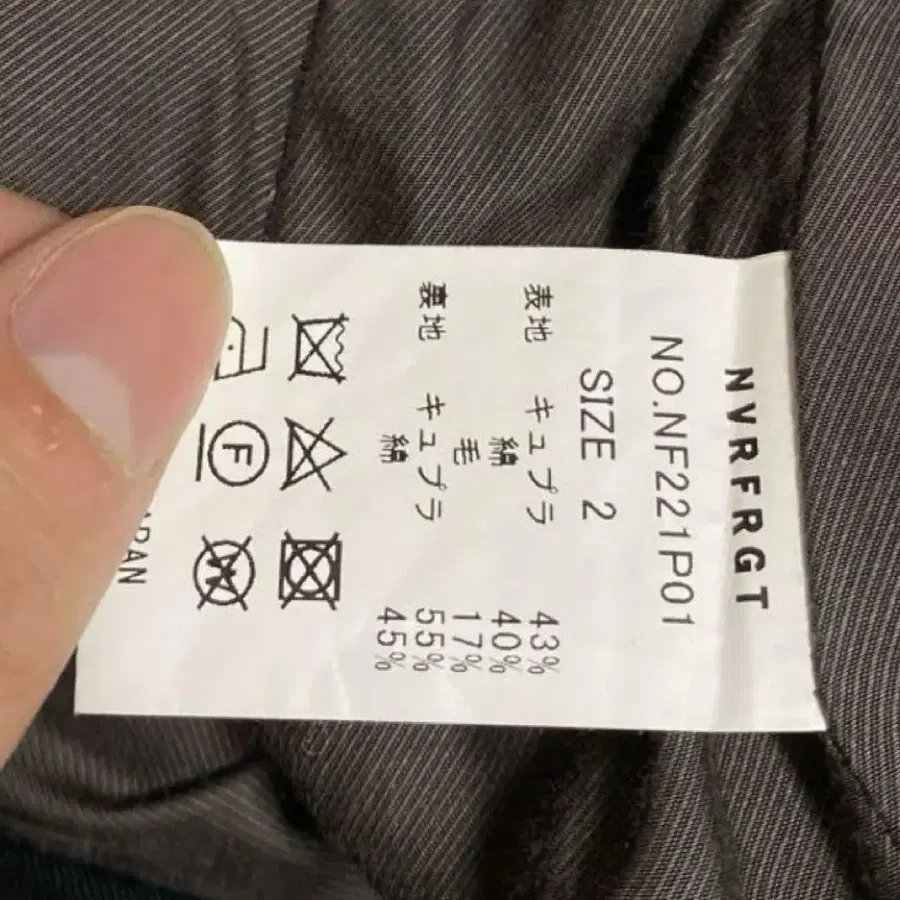 NVRFRGT
NO.NF221P01
SIZE 2
表地 キュプラ 43%
綿 40%
毛 17%
裏地 キュプラ 55%
綿 45%
F
W